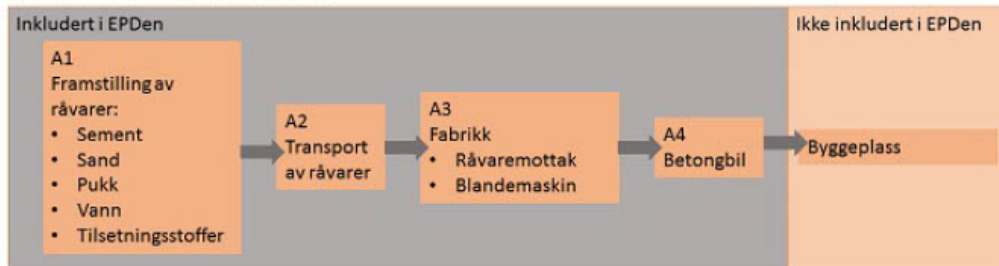 Inkludert i EPDen
Ikke inkludert i EPDen
A1
Framstilling av
råvarer:
• Sement
• Sand
• Pukk
• Vann
• Tilsetningsstoffer
A2
Transport
av råvarer
A3
Fabrikk
• Råvaremottak
• Blandemaskin
A4
Betongbil
Byggeplass